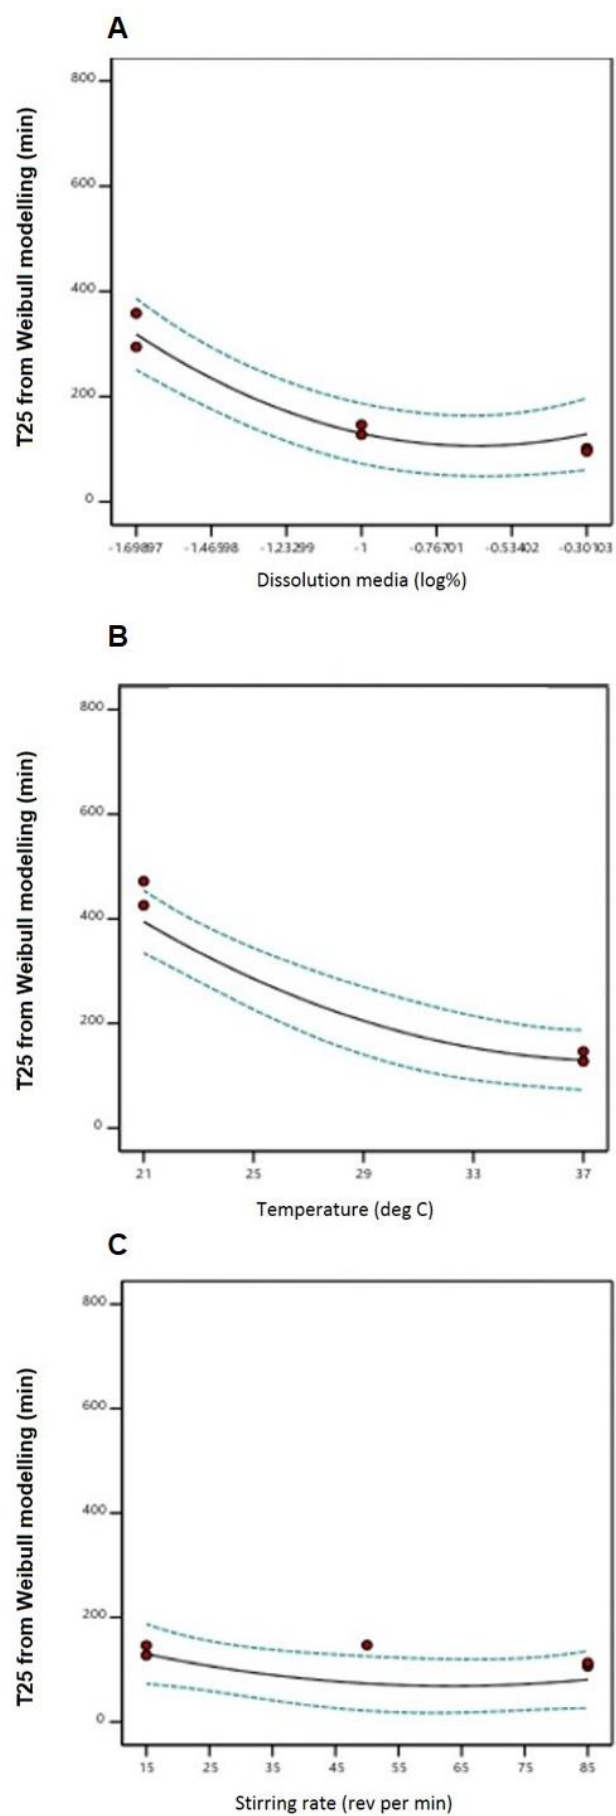 A
T25 from Weibull modelling (min)
800
600
400
200
0
-1.69897 -1.46598 -1.23299 -1 -0.76701 -0.53402 -0.30103
Dissolution media (log%)
B
T25 from Weibull modelling (min)
800
600
400
200
0
21 25 29 33 37
Temperature (deg C)
C
T25 from Weibull modelling (min)
800
600
400
200
0
15 25 35 45 55 65 75 85
Stirring rate (rev per min)